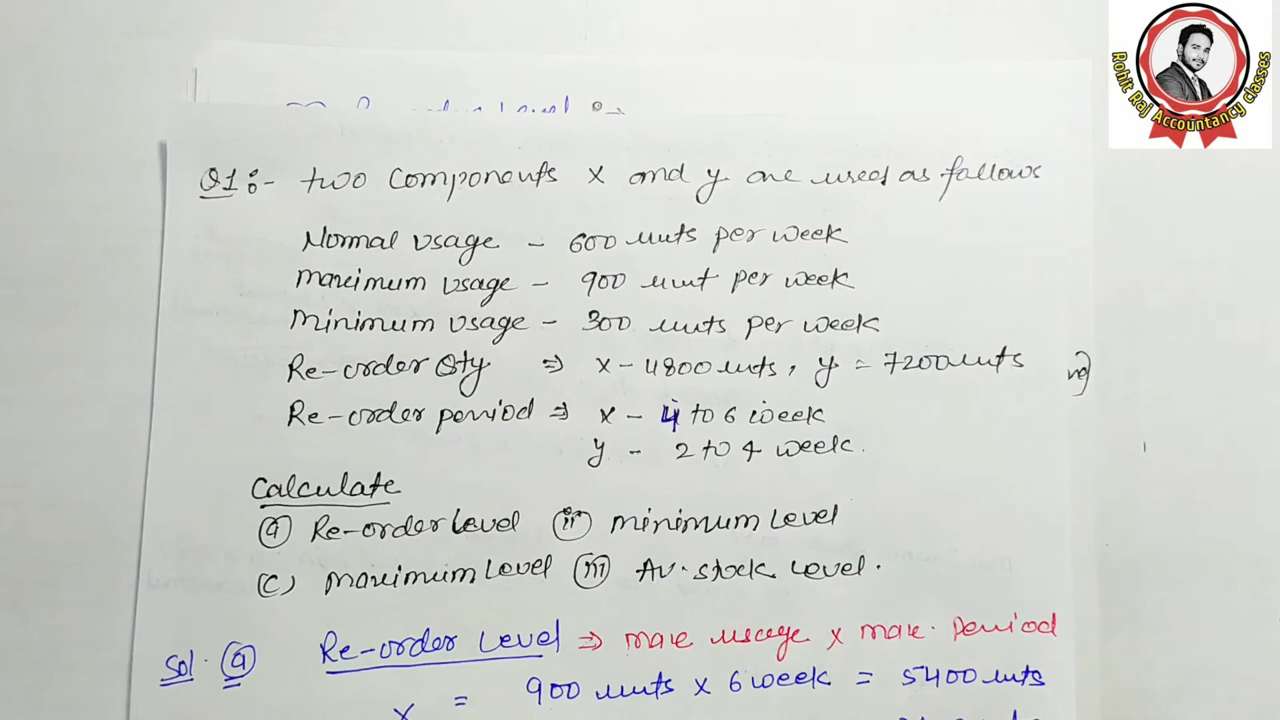 Rohit Raj Accountancy classes
Q1:- two components x and y are used as follows
Normal usage - 600 units per week
maximum usage - 900 unit per week
Minimum usage - 300 units per week
Re-order Qty ⇒ x - 4800 units, y = 7200 units
Re-order period ⇒ x - 4 to 6 week
y - 2 to 4 week.
Calculate
(a) Re-order Level (ii) minimum Level
(C) maximum Level (iii) Av. stock Level.
Sol. (a) Re-order Level ⇒ max usage x max. period
x = 900 units x 6 week = 5400 units